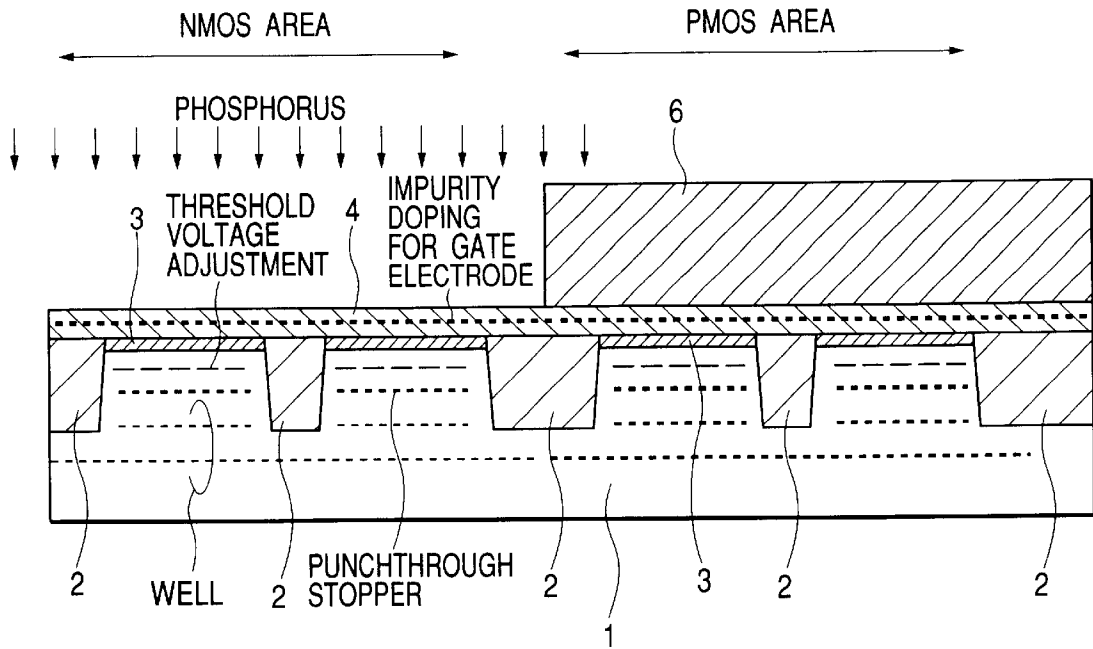 NMOS AREA
PMOS AREA
PHOSPHORUS
6
3
THRESHOLD
VOLTAGE
ADJUSTMENT
4
IMPURITY
DOPING
FOR GATE
ELECTRODE
2
WELL
2
PUNCHTHROUGH
STOPPER
2
1
3
2
2